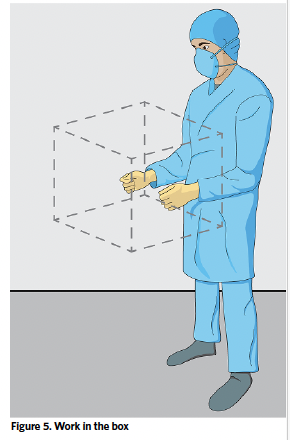 Figure 5. Work in the box